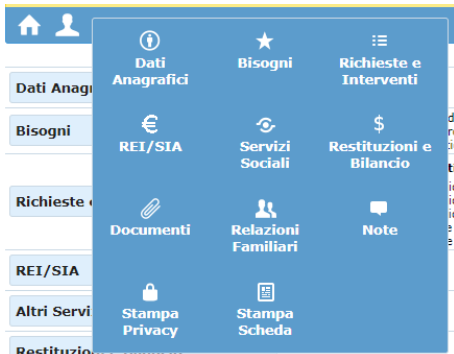 Dati
Anagrafici
Bisogni
Richieste e
Interventi
REI/SIA
Servizi
Sociali
Restituzioni e
Bilancio
Documenti
Relazioni
Familiari
Note
Stampa
Privacy
Stampa
Scheda
Dati Anag
Bisogni
Richieste
REI/SIA
Altri Servi